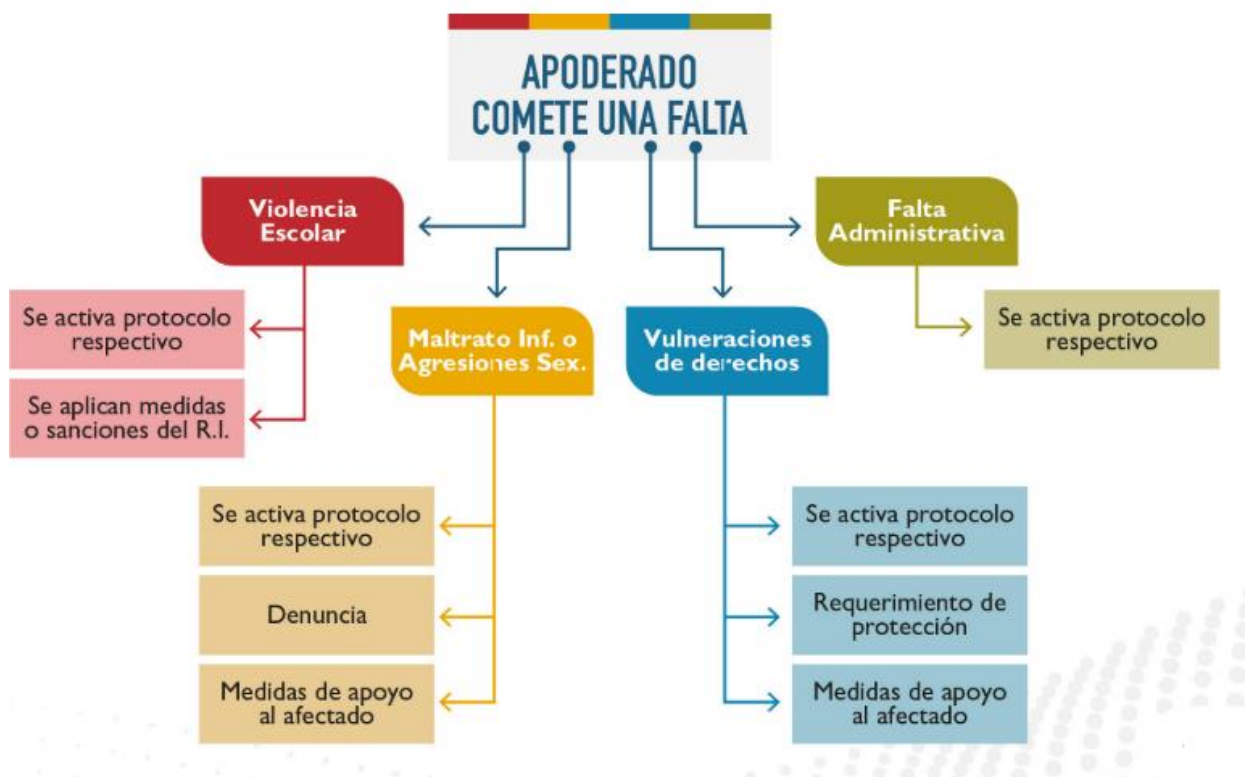 APODERADO
COMETE UNA FALTA
Violencia
Escolar
Se activa protocolo
respectivo
Se aplican medidas
o sanciones del R.I.
Maltrato Inf. o
Agresiones Sex.
Se activa protocolo
respectivo
Denuncia
Medidas de apoyo
al afectado
Vulneraciones
de derechos
Se activa protocolo
respectivo
Requerimiento de
protección
Medidas de apoyo
al afectado
Falta
Administrativa
Se activa protocolo
respectivo